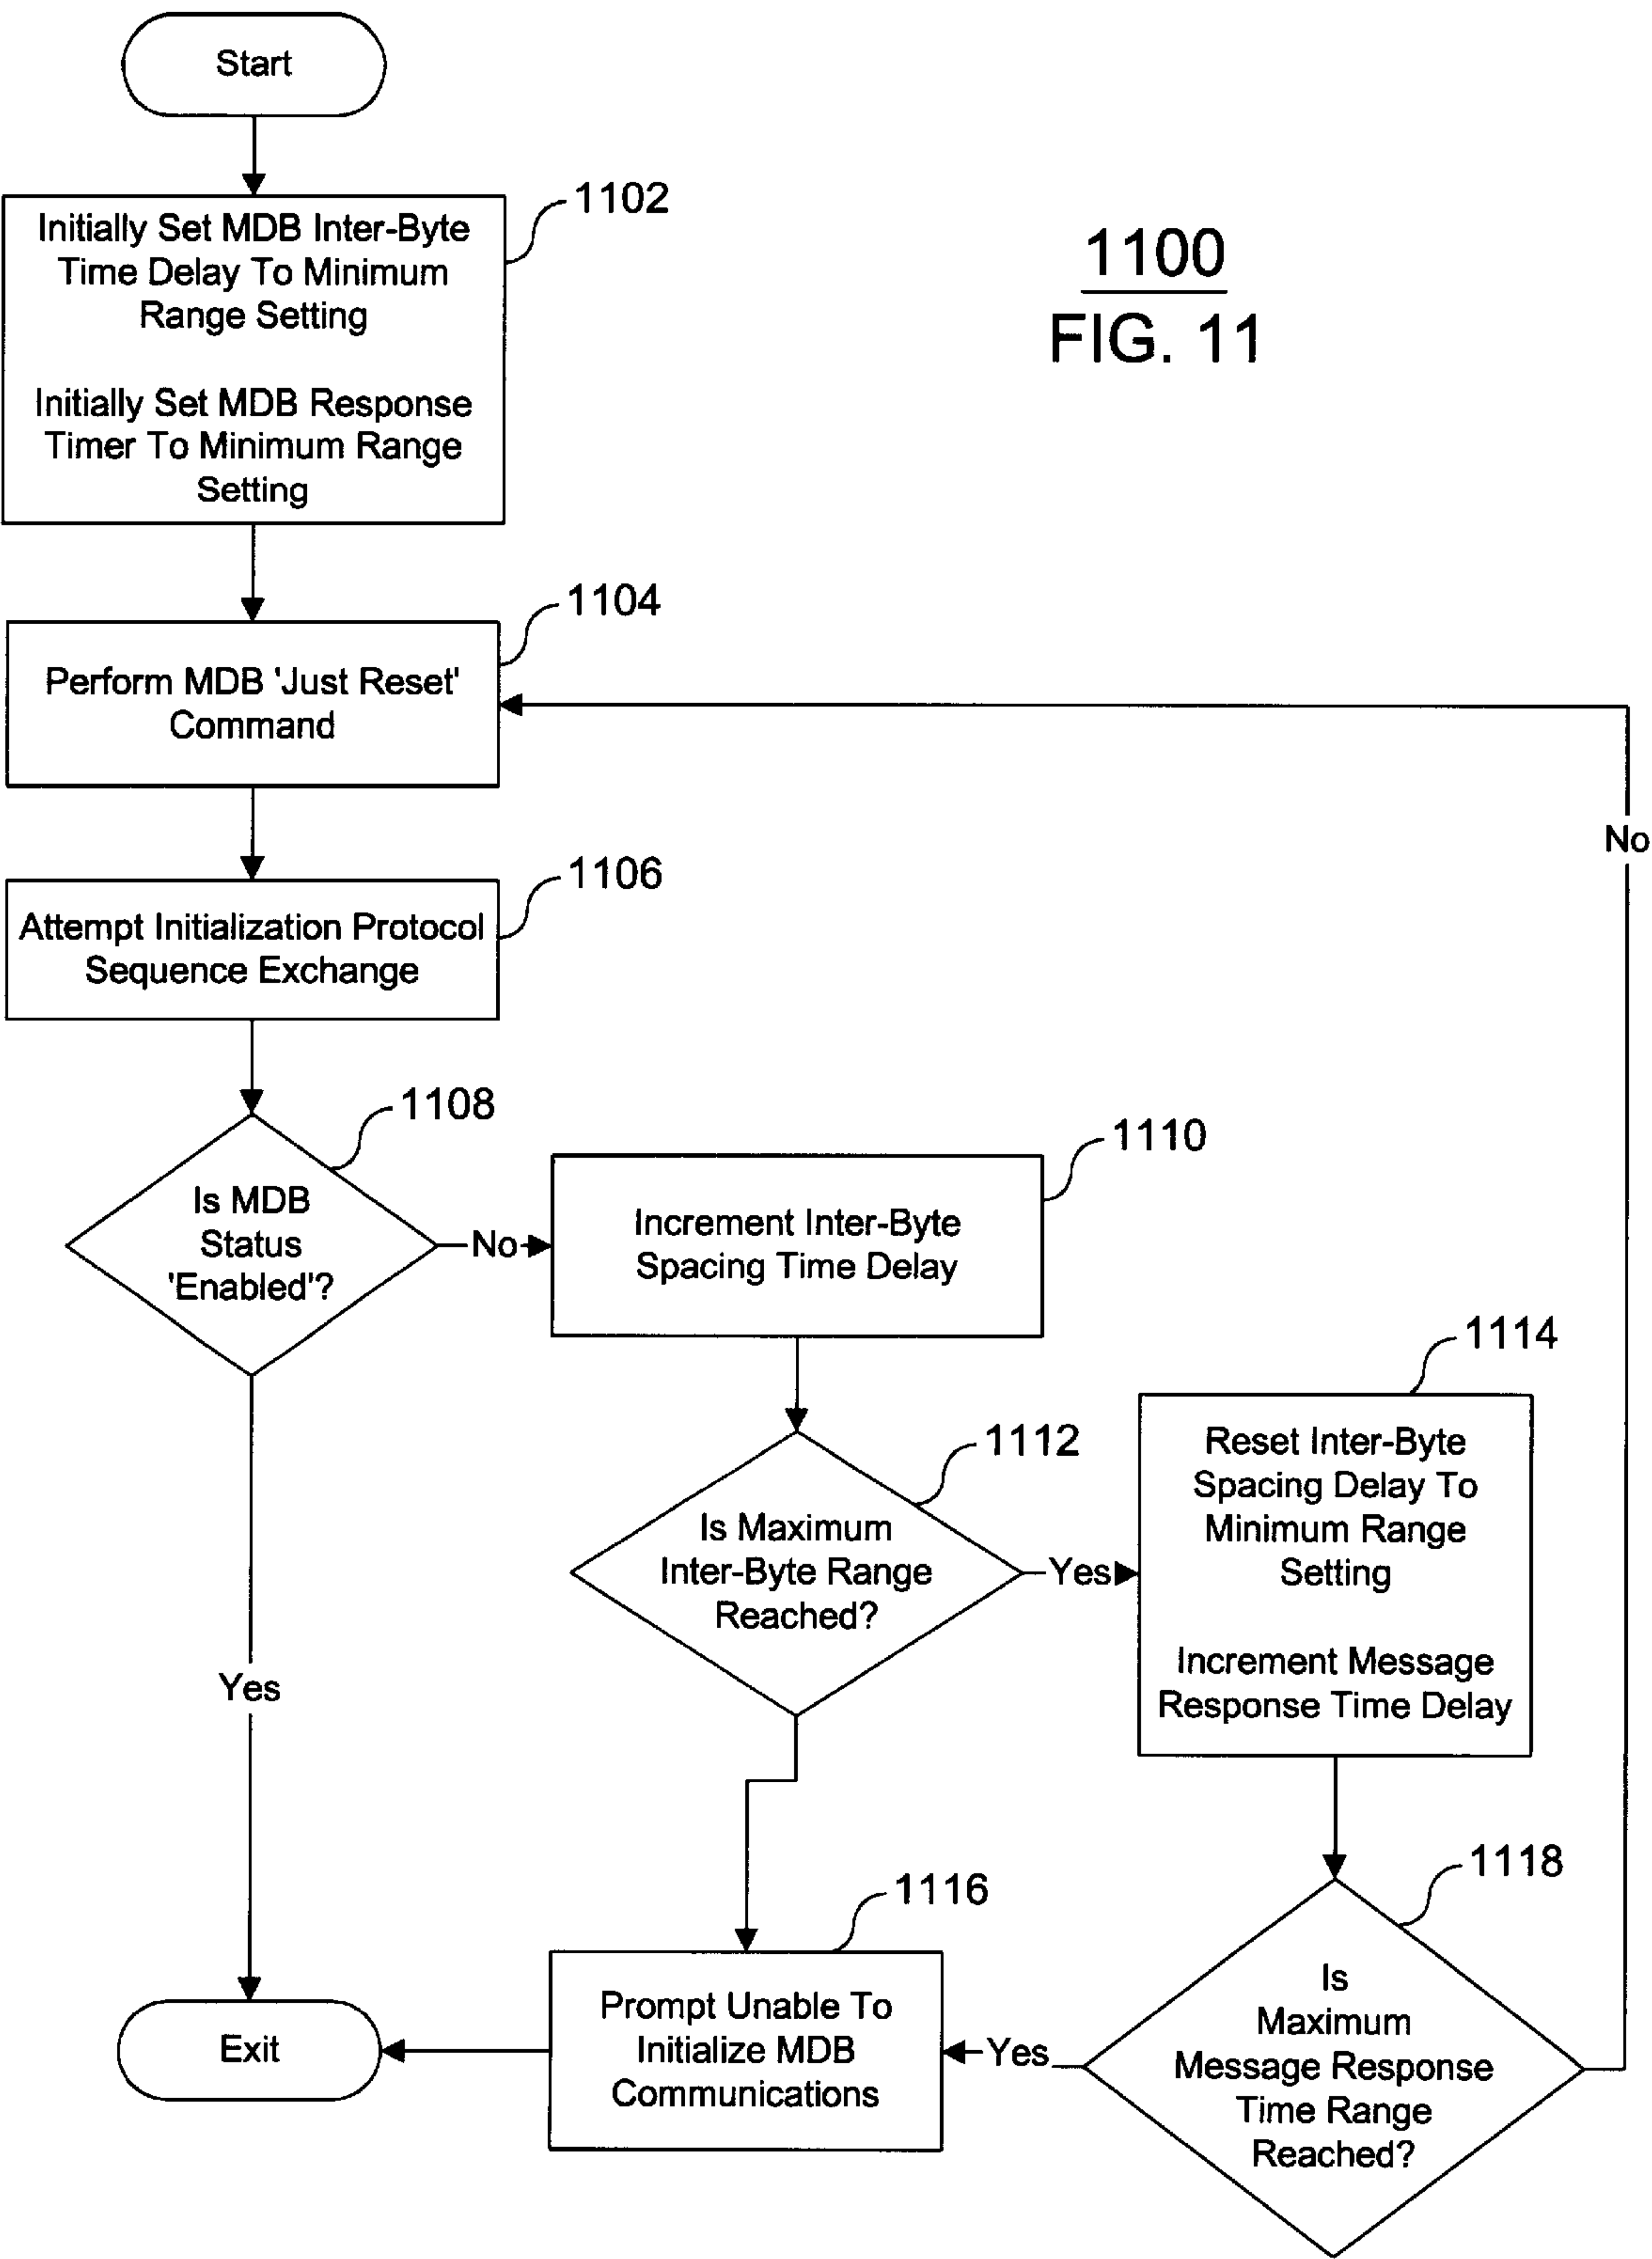 Start
1102
Initially Set MDB Inter-Byte
Time Delay To Minimum
Range Setting
Initially Set MDB Response
Timer To Minimum Range
Setting
1100
FIG. 11
1104
Perform MDB 'Just Reset'
Command
No
1106
Attempt Initialization Protocol
Sequence Exchange
1108
Is MDB
Status
'Enabled'?
No
1110
Increment Inter-Byte
Spacing Time Delay
1112
Is Maximum
Inter-Byte Range
Reached?
Yes
1114
Reset Inter-Byte
Spacing Delay To
Minimum Range
Setting
Increment Message
Response Time Delay
Yes
1116
Prompt Unable To
Initialize MDB
Communications
1118
Is
Maximum
Message Response
Time Range
Reached?
Yes
Exit